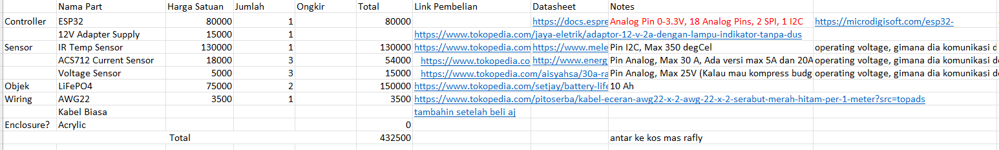 Nama Part Harga Satuan Jumlah Ongkir Total Link Pembelian Datasheet Notes
Controller ESP32 80000 1 80000 https://docs.espre Analog Pin 0-3.3V, 18 Analog Pins, 2 SPI, 1 I2C https://microdigisoft.com/esp32-
12V Adapter Supply 15000 1 https://www.tokopedia.com/jaya-eletrik/adaptor-12-v-2a-dengan-lampu-indikator-tanpa-dus
Sensor IR Temp Sensor 130000 1 130000 https://www.tokopedia.com https://www.mele Pin I2C, Max 350 degCel operating voltage, gimana dia komunikasi d
ACS712 Current Sensor 18000 3 54000 https://www.tokopedia.co http://www.energ Pin Analog, Max 30 A, Ada versi max 5A dan 20A operating voltage, gimana dia komunikasi d
Voltage Sensor 5000 3 15000 https://www.tokopedia.com/aisyahsa/30a-ra Pin Analog, Max 25V (Kalau mau kompress budg operating voltage, gimana dia komunikasi d
Objek LiFePO4 75000 2 150000 https://www.tokopedia.com/setjay/battery-life 10 Ah
Wiring AWG22 3500 1 3500 https://www.tokopedia.com/pitoserba/kabel-eceran-awg22-x-2-awg-22-x-2-serabut-merah-hitam-per-1-meter?src=topads
Kabel Biasa tambahin setelah beli aj
Enclosure? Acrylic 0
Total 432500 antar ke kos mas rafly